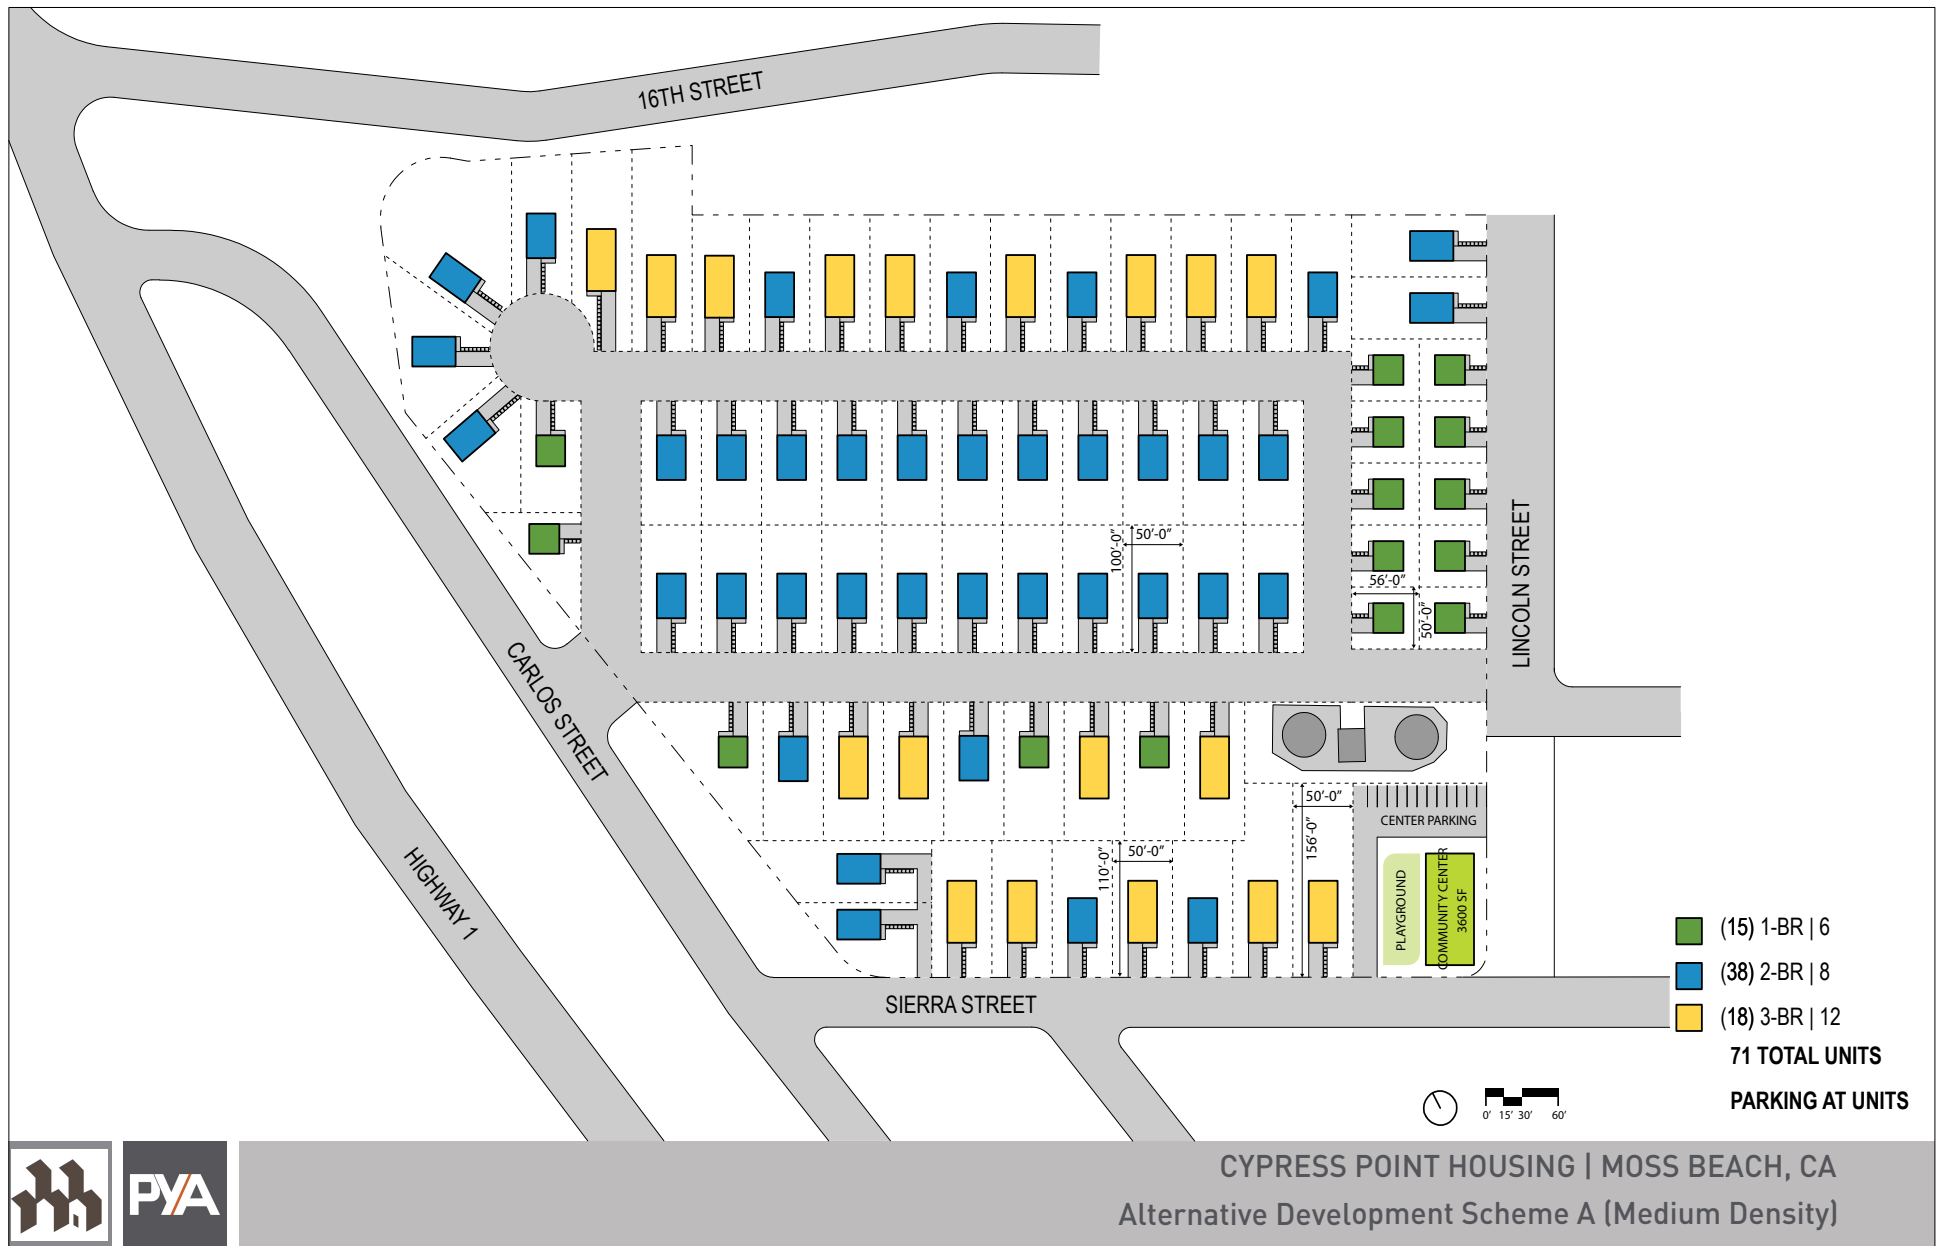 16TH STREET
100'-0"
50'-0"
56'-0"
50'-0"
LINCOLN STREET
CARLOS STREET
HIGHWAY 1
50'-0"
156'-0"
CENTER PARKING
110'-0"
50'-0"
PLAYGROUND
COMMUNITY CENTER
3600 SF
SIERRA STREET
(15) 1-BR | 6
(38) 2-BR | 8
(18) 3-BR | 12
71 TOTAL UNITS
PARKING AT UNITS
0' 15' 30' 60'
PYA
CYPRESS POINT HOUSING | MOSS BEACH, CA
Alternative Development Scheme A (Medium Density)